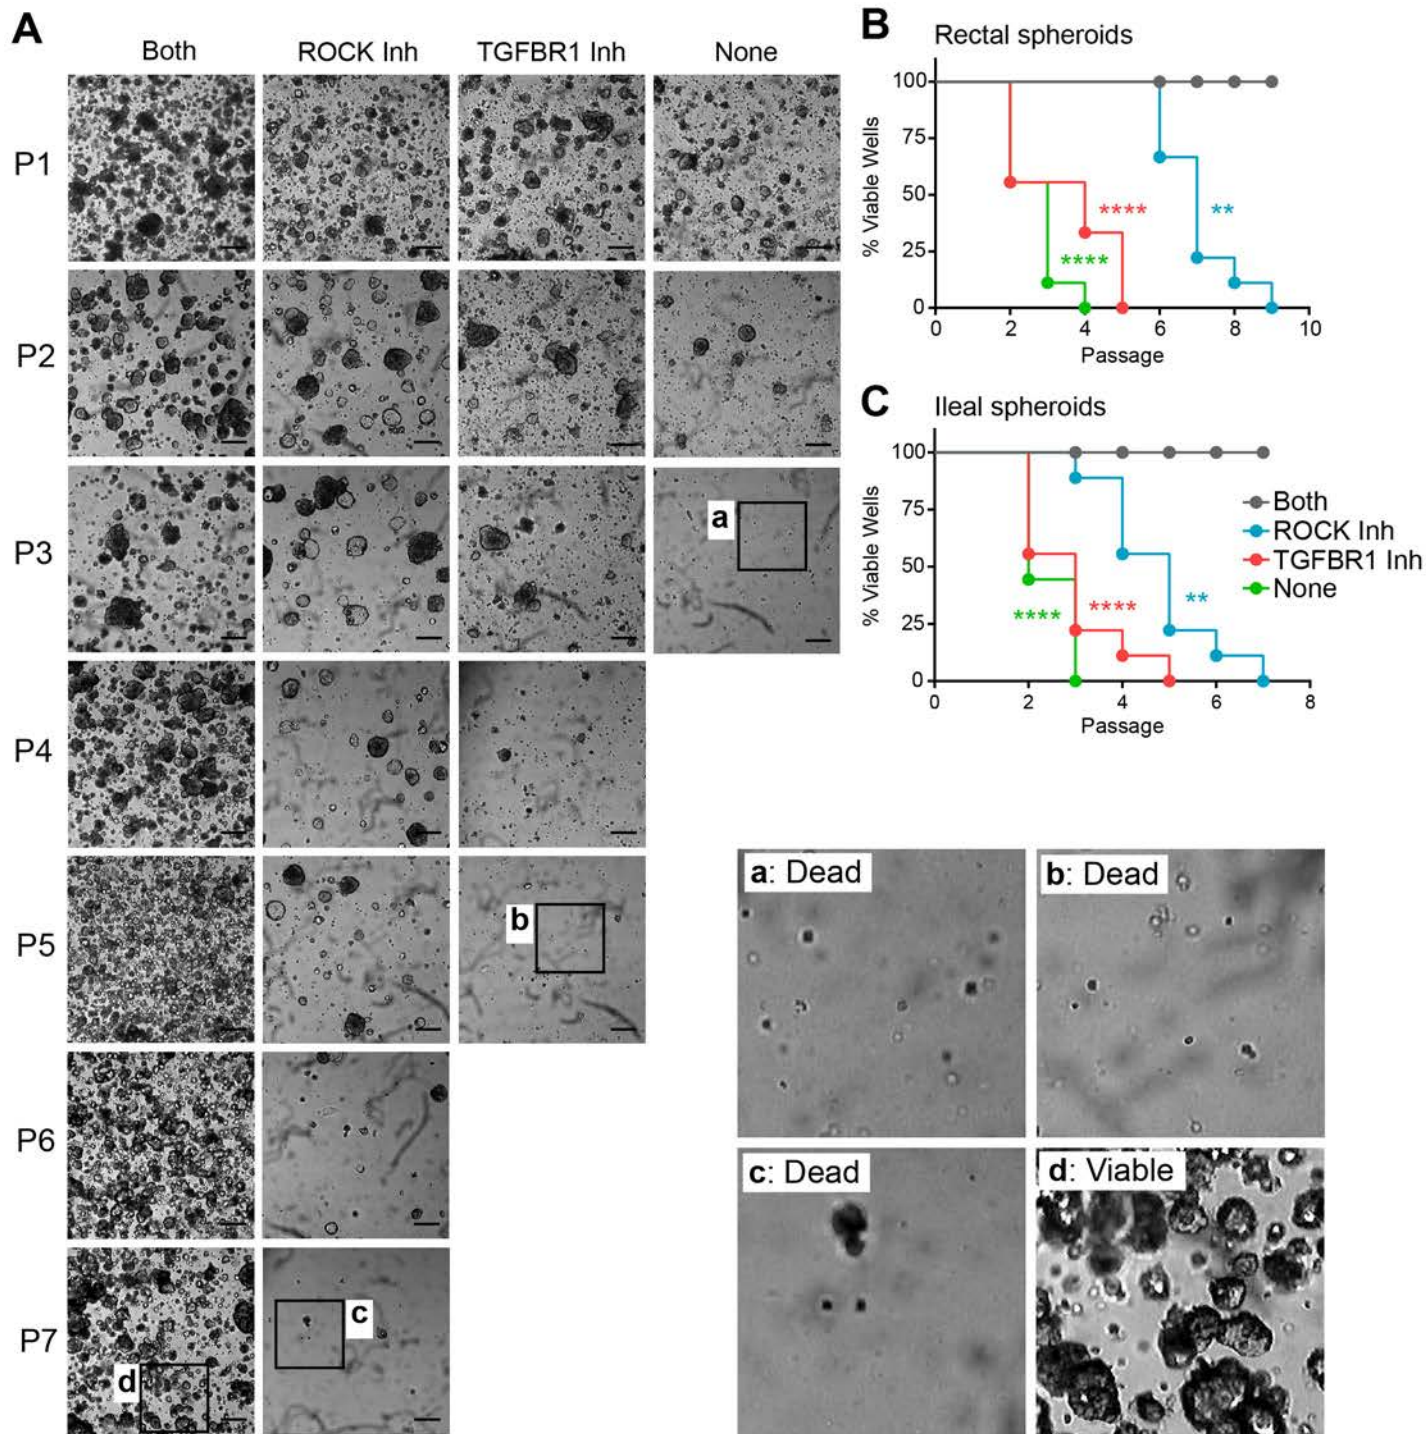 A
Both ROCK Inh TGFBR1 Inh None
P1
P2
P3
a
P4
P5
b
P6
P7
c
d
B
Rectal spheroids
% Viable Wells
100
75
50
25
0
****
****
**
0 2 4 6 8 10
Passage
C
Ileal spheroids
% Viable Wells
100
75
50
25
0
****
****
**
Both
ROCK Inh
TGFBR1 Inh
None
0 2 4 6 8
Passage
a: Dead
b: Dead
c: Dead
d: Viable